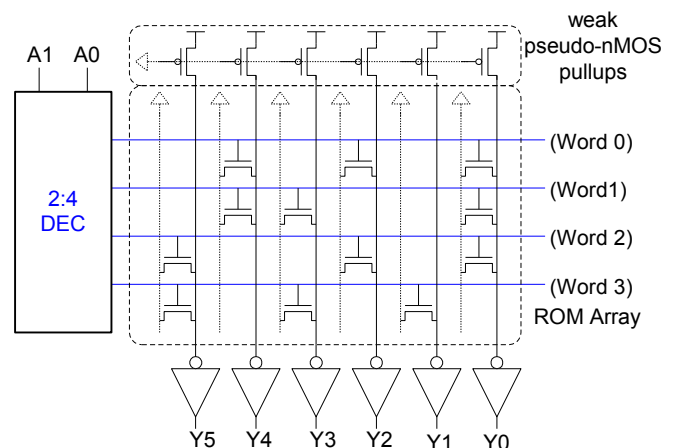 weak
pseudo-nMOS
pullups
A1 A0
(Word 0)
2:4
DEC
(Word1)
(Word 2)
(Word 3)
ROM Array
Y5 Y4 Y3 Y2 Y1 Y0